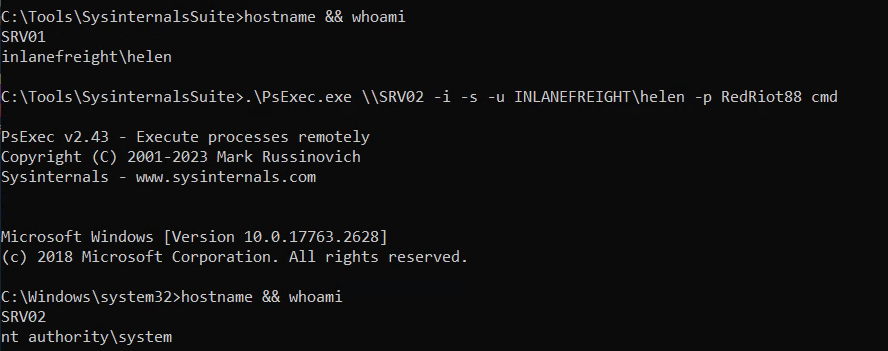 C:\Tools\SysinternalsSuite>hostname && whoami
SRV01
inlanefreight\helen
C:\Tools\SysinternalsSuite>.\PsExec.exe \\SRV02 -i -s -u INLANEFREIGHT\helen -p RedRiot88 cmd
PsExec v2.43 - Execute processes remotely
Copyright (C) 2001-2023 Mark Russinovich
Sysinternals - www.sysinternals.com
Microsoft Windows [Version 10.0.17763.2628]
(c) 2018 Microsoft Corporation. All rights reserved.
C:\Windows\system32>hostname && whoami
SRV02
nt authority\system